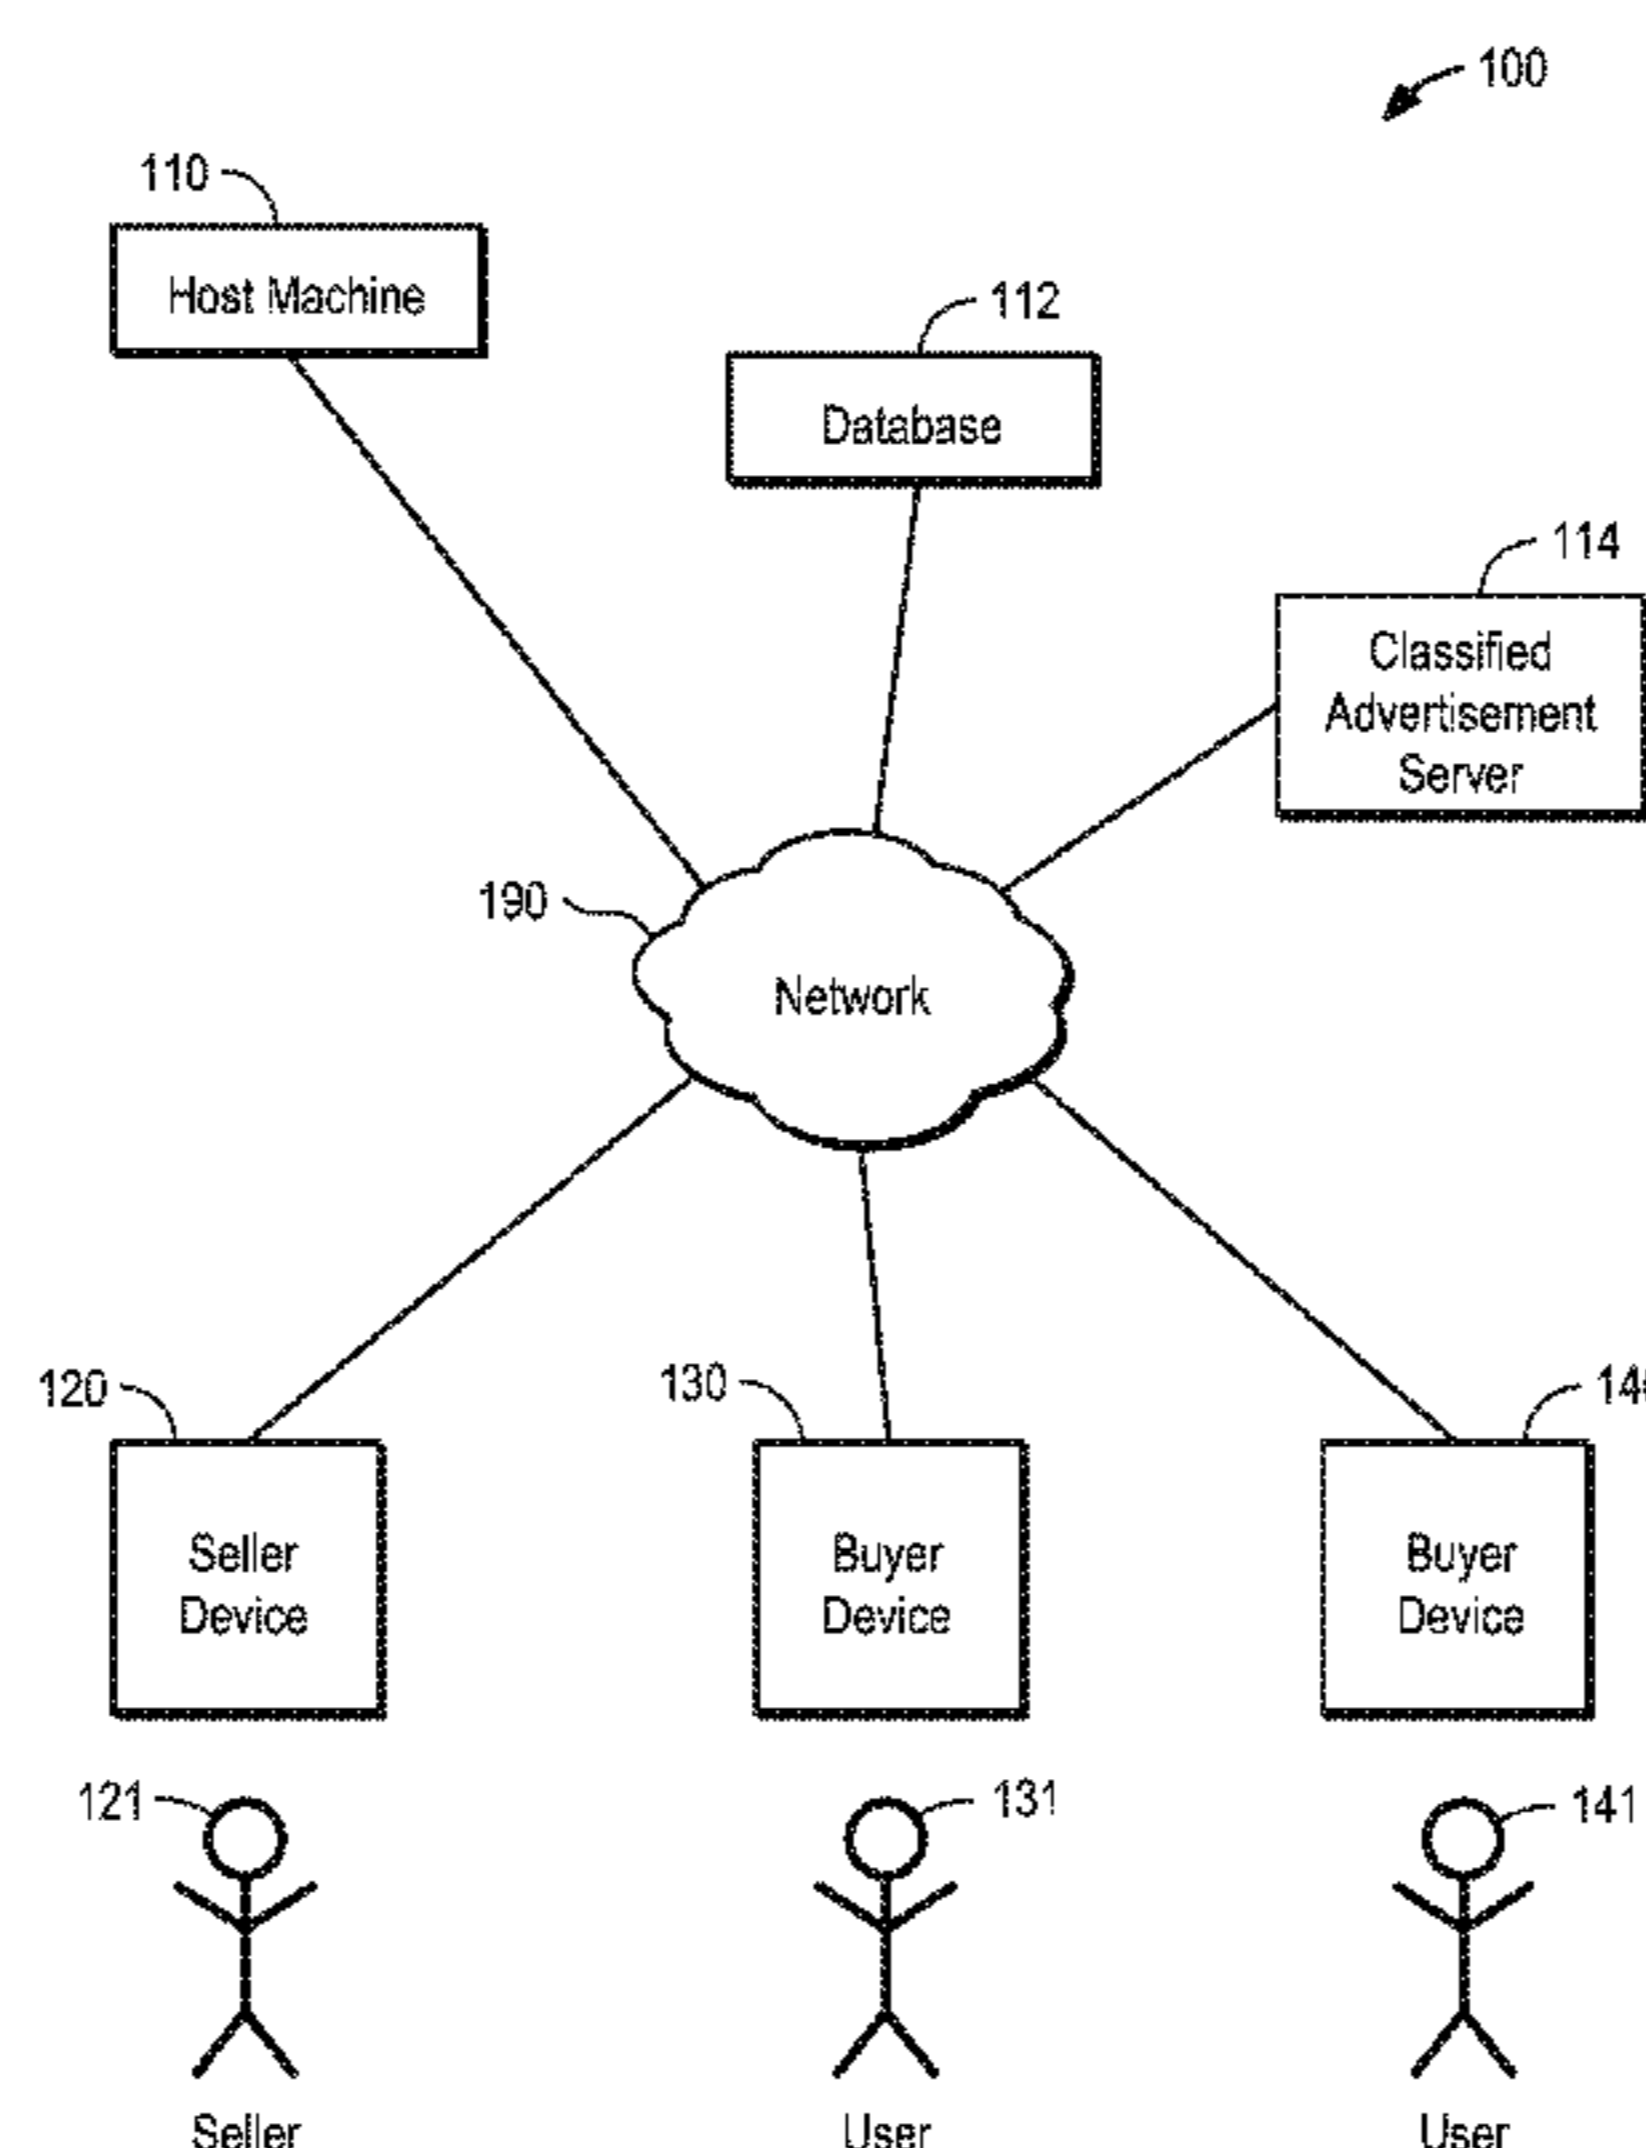 100
110
Host Machine
112
Database
114
Classified
Advertisement
Server
190
Network
120
130
Seller
Device
Buyer
Device
Buyer
Device
121
131
141
Seller
User
User